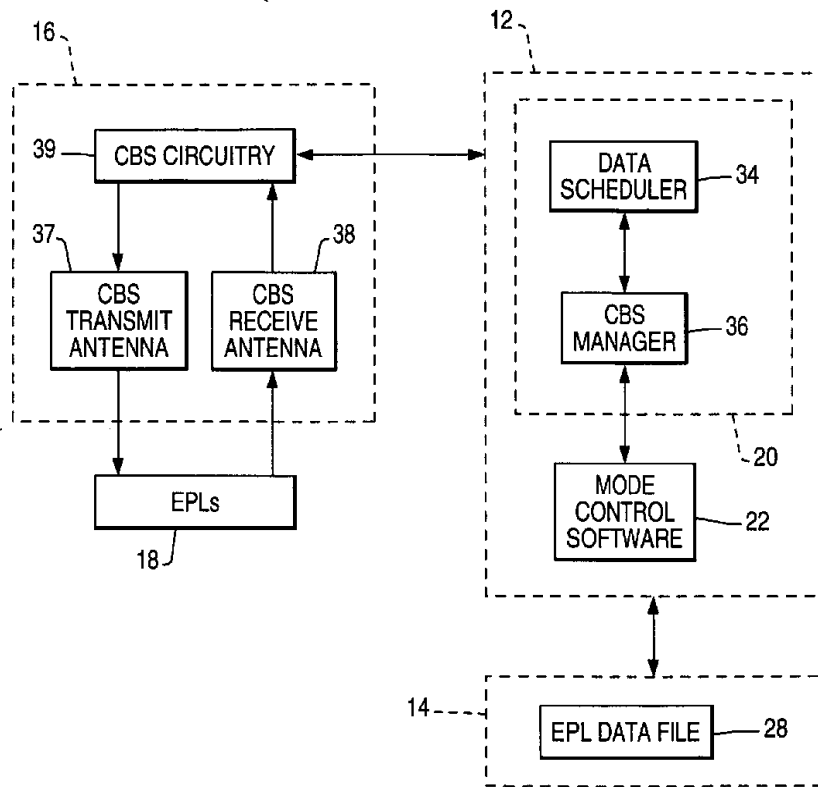 16
12
39
CBS CIRCUITRY
DATA
SCHEDULER
34
37
38
CBS
TRANSMIT
ANTENNA
CBS
RECEIVE
ANTENNA
CBS
MANAGER
36
20
EPLs
18
MODE
CONTROL
SOFTWARE
22
14
EPL DATA FILE
28